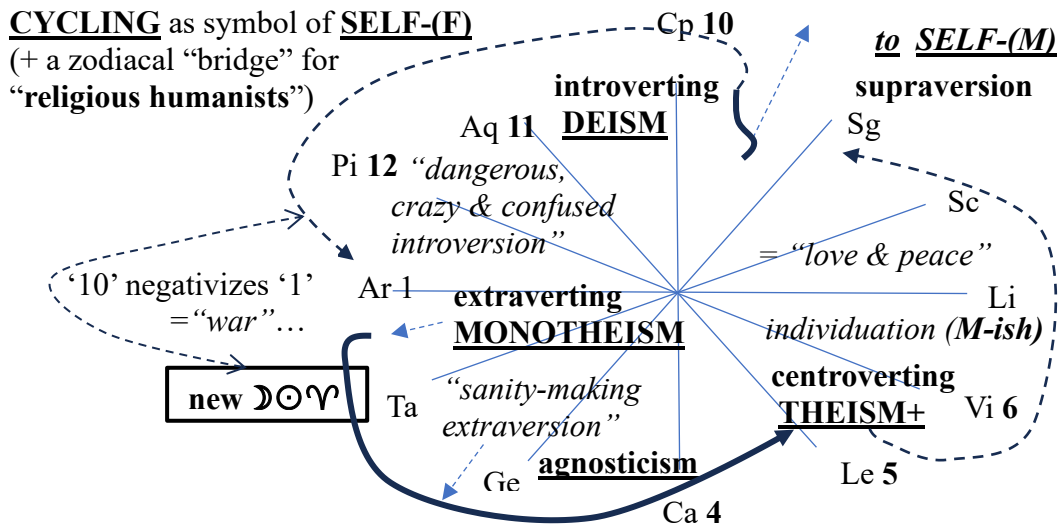 CYCLING as symbol of SELF-(F)
(+ a zodiacal “bridge” for
“religious humanists”)
Cp 10
to SELF-(M)
supraversion
introverting
DEISM
Sg
Aq 11
Pi 12
“dangerous,
crazy & confused
introversion”
Sc
= “love & peace”
‘10’ negativizes ‘1’
=“war”…
Ar 1
extraverting
MONOTHEISM
Li
individuation (M-ish)
new ☽☉♈
Ta
“sanity-making
extraversion”
centroverting
THEISM+
Vi 6
Ge
agnosticism
Le 5
Ca 4